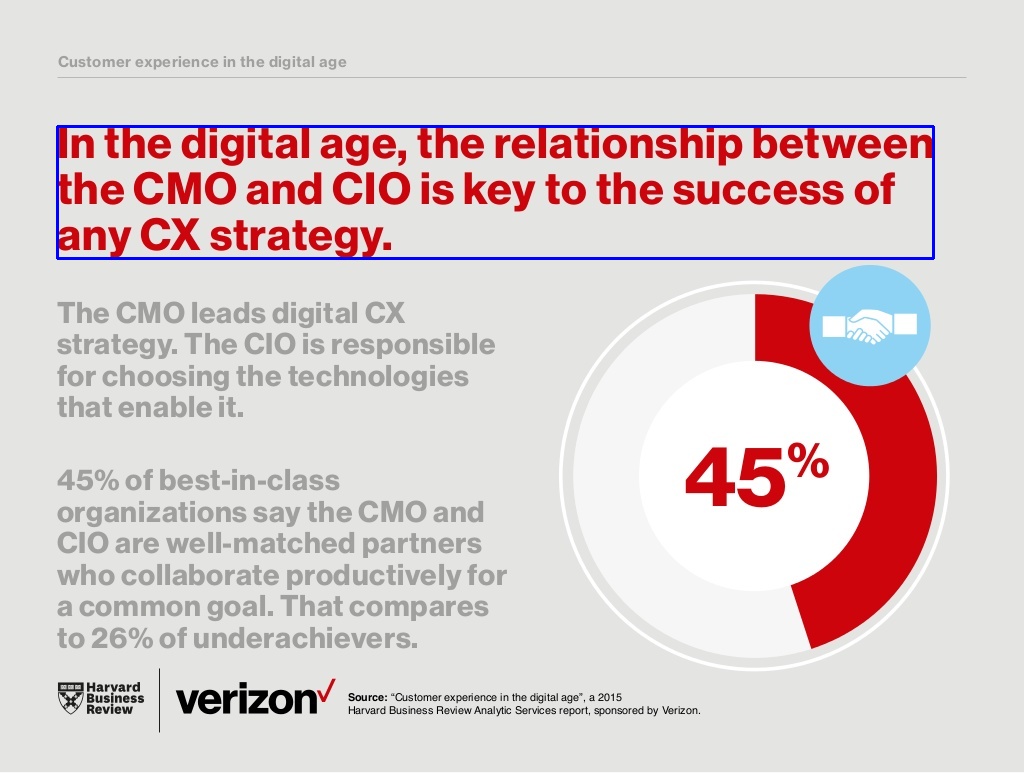 Customer experience in the digital age
In the digital age, the relationship between
the CMO and CIO is key to the success of
any CX strategy.
The CMO leads digital CX
strategy. The CIO is responsible
for choosing the technologies
that enable it.
45% of best-in-class
organizations say the CMO and
CIO are well-matched partners
who collaborate productively for
a common goal. That compares
to 26% of underachievers.
45%
Harvard
Business
Review
verizon
Source: “Customer experience in the digital age”, a 2015
Harvard Business Review Analytic Services report, sponsored by Verizon.